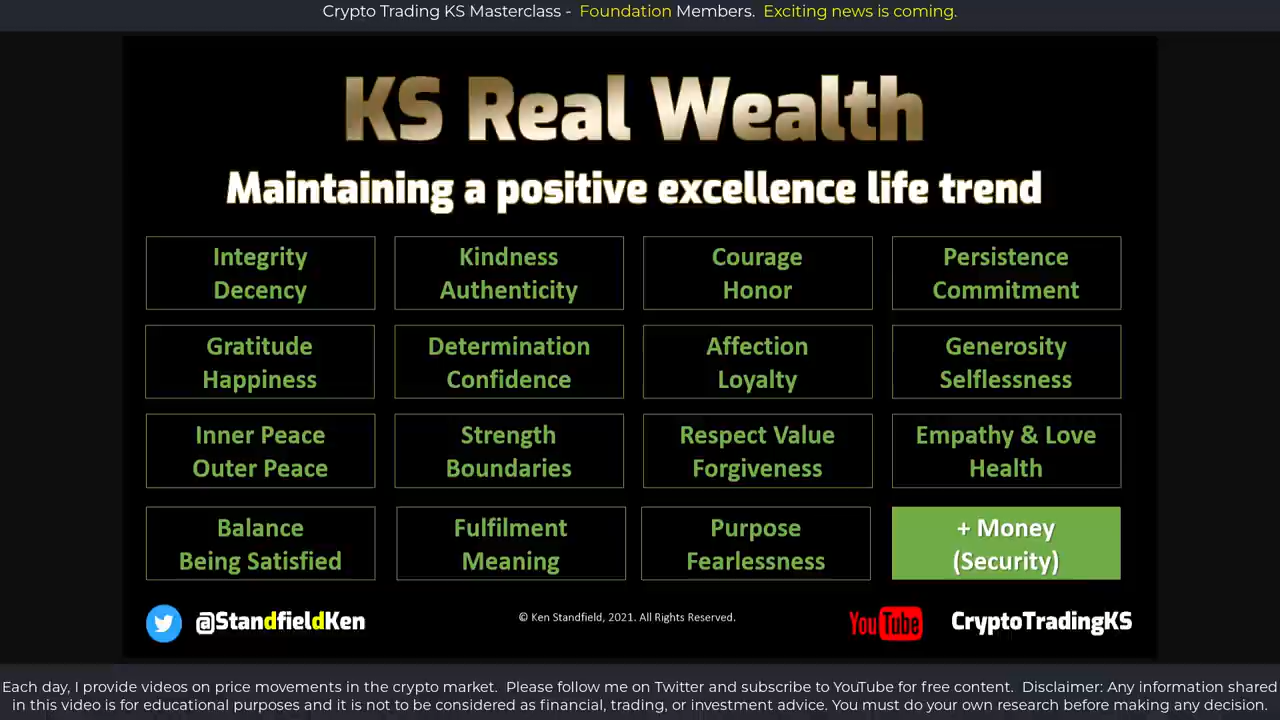 Crypto Trading KS Masterclass - Foundation Members. Exciting news is coming.
KS Real Wealth
Maintaining a positive excellence life trend
Integrity
Decency
Kindness
Authenticity
Courage
Honor
Persistence
Commitment
Gratitude
Happiness
Determination
Confidence
Affection
Loyalty
Generosity
Selflessness
Inner Peace
Outer Peace
Strength
Boundaries
Respect Value
Forgiveness
Empathy & Love
Health
Balance
Being Satisfied
Fulfilment
Meaning
Purpose
Fearlessness
+ Money
(Security)
@StandfieldKen
© Ken Standfield, 2021. All Rights Reserved.
YouTube
CryptoTradingKS
Each day, I provide videos on price movements in the crypto market. Please follow me on Twitter and subscribe to YouTube for free content. Disclaimer: Any information shared
in this video is for educational purposes and it is not to be considered as financial, trading, or investment advice. You must do your own research before making any decision.